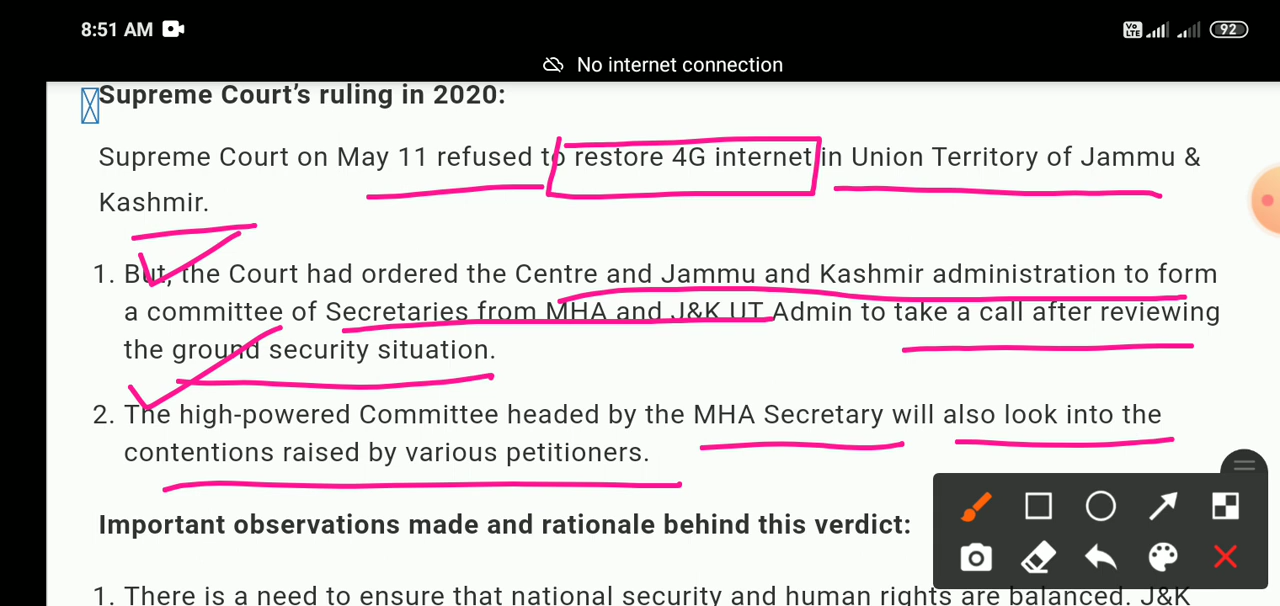 8:51 AM
Vo LTE
92
No internet connection
Supreme Court’s ruling in 2020:
Supreme Court on May 11 refused to restore 4G internet in Union Territory of Jammu &
Kashmir.
1. But, the Court had ordered the Centre and Jammu and Kashmir administration to form
a committee of Secretaries from MHA and J&K UT Admin to take a call after reviewing
the ground security situation.
2. The high-powered Committee headed by the MHA Secretary will also look into the
contentions raised by various petitioners.
Important observations made and rationale behind this verdict:
1. There is a need to ensure that national security and human rights are balanced. J&K